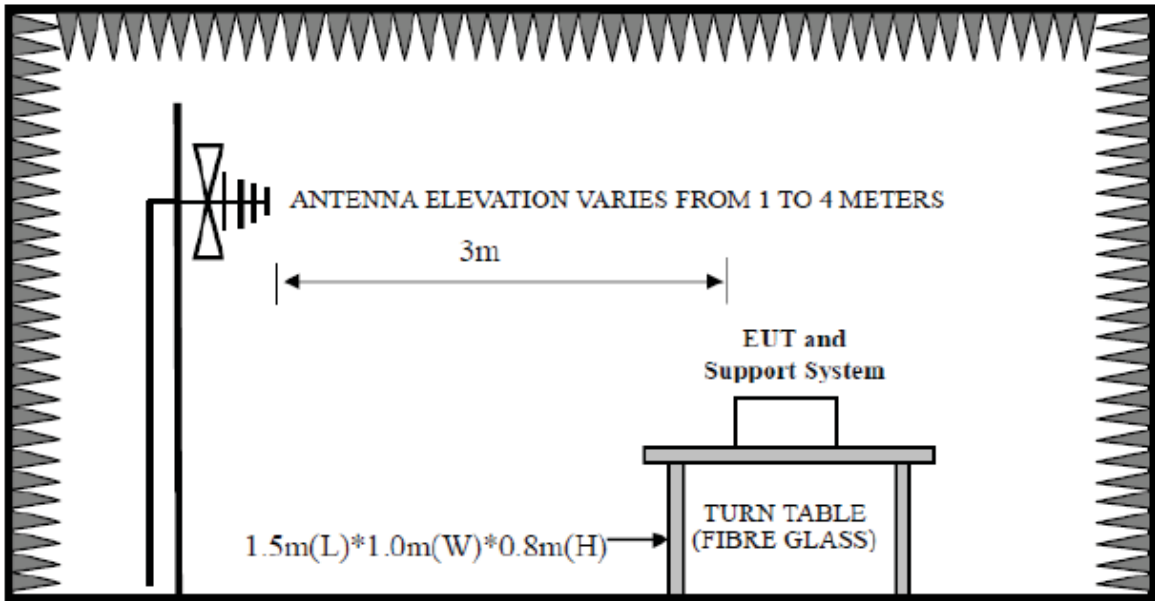 ANTENNA ELEVATION VARIES FROM 1 TO 4 METERS
3m
EUT and
Support System
TURN TABLE
(FIBRE GLASS)
1.5m(L)*1.0m(W)*0.8m(H)